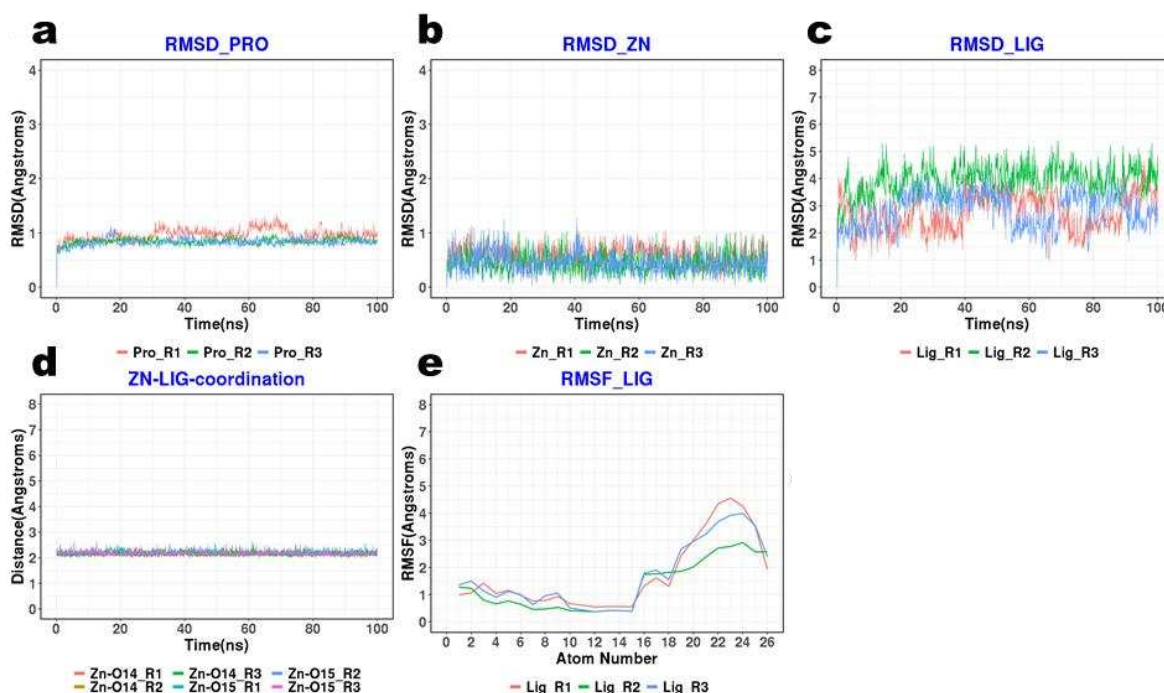 a
RMSD_PRO
RMSD(Angstroms)
4
3
2
1
0
0 20 40 60 80 100
Time(ns)
Pro_R1 Pro_R2 Pro_R3
b
RMSD_ZN
RMSD(Angstroms)
4
3
2
1
0
0 20 40 60 80 100
Time(ns)
Zn_R1 Zn_R2 Zn_R3
c
RMSD_LIG
RMSD(Angstroms)
8
7
6
5
4
3
2
1
0
0 20 40 60 80 100
Time(ns)
Lig_R1 Lig_R2 Lig_R3
d
ZN-LIG-coordination
Distance(Angstroms)
8
7
6
5
4
3
2
1
0
0 20 40 60 80 100
Time(ns)
Zn-O14_R1 Zn-O14_R3 Zn-O15_R2
Zn-O14_R2 Zn-O15_R1 Zn-O15_R3
e
RMSF_LIG
RMSF(Angstroms)
8
7
6
5
4
3
2
1
0
0 2 4 6 8 10 12 14 16 18 20 22 24 26
Atom Number
Lig_R1 Lig_R2 Lig_R3